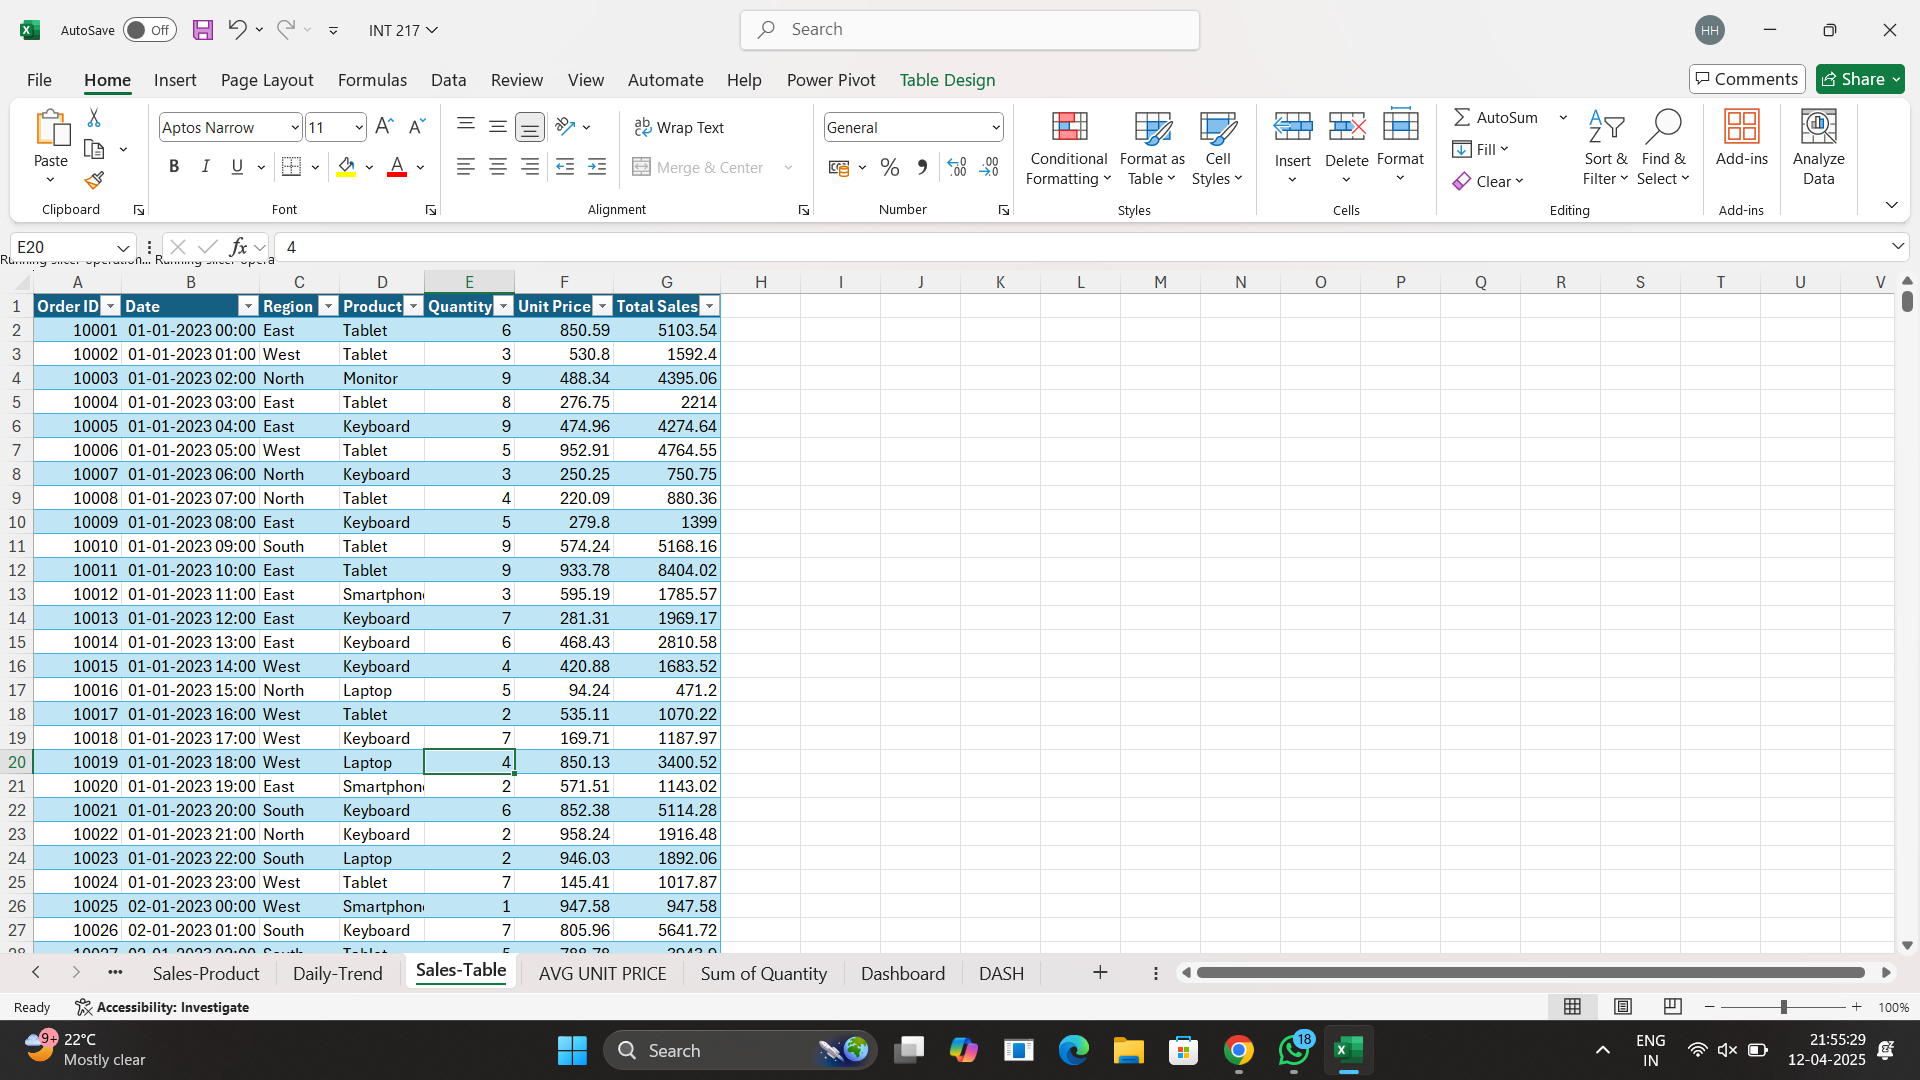 AutoSave Off INT 217 Search HH
File Home Insert Page Layout Formulas Data Review View Automate Help Power Pivot Table Design Comments Share
Aptos Narrow 11 Wrap Text General AutoSum
Paste Merge & Center Conditional Formatting Format as Table Cell Styles Insert Delete Format Fill Clear Sort & Filter Find & Select Add-ins Analyze Data
Clipboard Font Alignment Number Styles Cells Editing Add-ins
E20 fx 4
A B C D E F G H I J K L M N O P Q R S T U V
1 Order ID Date Region Product Quantity Unit Price Total Sales
2 10001 01-01-2023 00:00 East Tablet 6 850.59 5103.54
3 10002 01-01-2023 01:00 West Tablet 3 530.8 1592.4
4 10003 01-01-2023 02:00 North Monitor 9 488.34 4395.06
5 10004 01-01-2023 03:00 East Tablet 8 276.75 2214
6 10005 01-01-2023 04:00 East Keyboard 9 474.96 4274.64
7 10006 01-01-2023 05:00 West Tablet 5 952.91 4764.55
8 10007 01-01-2023 06:00 North Keyboard 3 250.25 750.75
9 10008 01-01-2023 07:00 North Tablet 4 220.09 880.36
10 10009 01-01-2023 08:00 East Keyboard 5 279.8 1399
11 10010 01-01-2023 09:00 South Tablet 9 574.24 5168.16
12 10011 01-01-2023 10:00 East Tablet 9 933.78 8404.02
13 10012 01-01-2023 11:00 East Smartphon 3 595.19 1785.57
14 10013 01-01-2023 12:00 East Keyboard 7 281.31 1969.17
15 10014 01-01-2023 13:00 East Keyboard 6 468.43 2810.58
16 10015 01-01-2023 14:00 West Keyboard 4 420.88 1683.52
17 10016 01-01-2023 15:00 North Laptop 5 94.24 471.2
18 10017 01-01-2023 16:00 West Tablet 2 535.11 1070.22
19 10018 01-01-2023 17:00 West Keyboard 7 169.71 1187.97
20 10019 01-01-2023 18:00 West Laptop 4 850.13 3400.52
21 10020 01-01-2023 19:00 East Smartphon 2 571.51 1143.02
22 10021 01-01-2023 20:00 South Keyboard 6 852.38 5114.28
23 10022 01-01-2023 21:00 North Keyboard 2 958.24 1916.48
24 10023 01-01-2023 22:00 South Laptop 2 946.03 1892.06
25 10024 01-01-2023 23:00 West Tablet 7 145.41 1017.87
26 10025 02-01-2023 00:00 West Smartphon 1 947.58 947.58
27 10026 02-01-2023 01:00 South Keyboard 7 805.96 5641.72
Sales-Product Daily-Trend Sales-Table AVG UNIT PRICE Sum of Quantity Dashboard DASH
Ready Accessibility: Investigate 100%
9+ 22°C Search 18 ENG 21:55:29
Mostly clear IN 12-04-2025